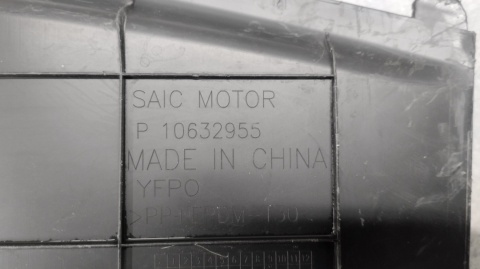 SAIC MOTOR
P 10632955
MADE IN CHINA
YFPO